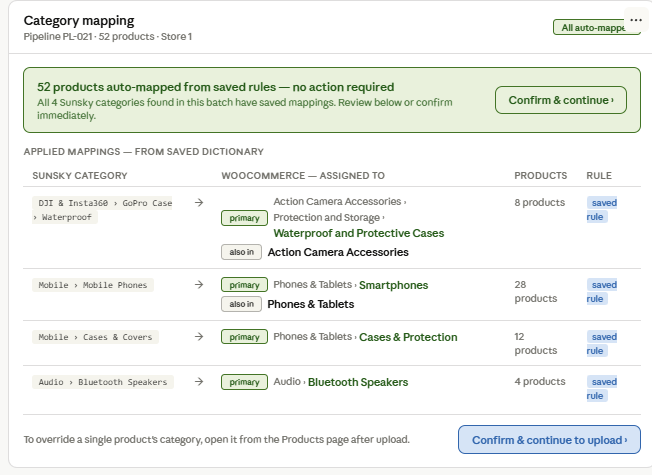 Category mapping
Pipeline PL-021 · 52 products · Store 1
All auto-mapped
52 products auto-mapped from saved rules — no action required
All 4 Sunsky categories found in this batch have saved mappings. Review below or confirm
immediately.
Confirm & continue ›
APPLIED MAPPINGS — FROM SAVED DICTIONARY
SUNSKY CATEGORY WOOCOMMERCE — ASSIGNED TO PRODUCTS RULE
DJI & Insta360 › GoPro Case
› Waterproof
→
primary
Action Camera Accessories ›
Protection and Storage ›
Waterproof and Protective Cases
also in Action Camera Accessories
8 products
saved
rule
Mobile › Mobile Phones
→
primary Phones & Tablets › Smartphones
also in Phones & Tablets
28
products
saved
rule
Mobile › Cases & Covers
→
primary Phones & Tablets › Cases & Protection
12
products
saved
rule
Audio › Bluetooth Speakers
→
primary Audio › Bluetooth Speakers
4 products
saved
rule
To override a single product's category, open it from the Products page after upload.
Confirm & continue to upload ›